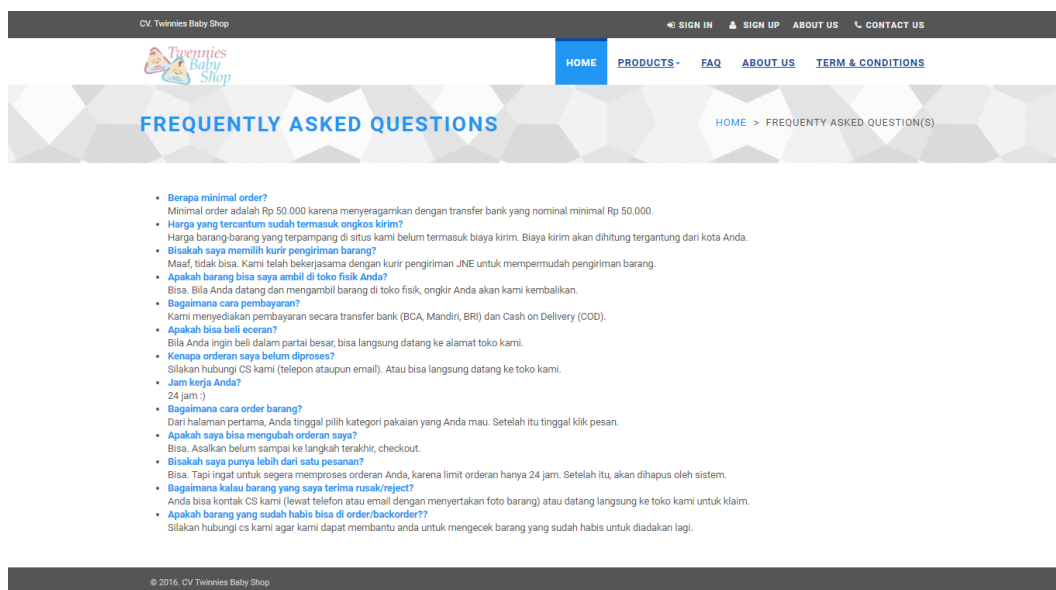 CV. Twinnies Baby Shop
SIGN IN SIGN UP ABOUT US CONTACT US
Twennies
Baby
Shop
HOME PRODUCTS FAQ ABOUT US TERM & CONDITIONS
FREQUENTLY ASKED QUESTIONS
HOME > FREQUENTY ASKED QUESTION(S)
• Berapa minimal order?
Minimal order adalah Rp 50.000 karena menyeragamkan dengan transfer bank yang nominal minimal Rp 50.000.
• Harga yang tercantum sudah termasuk ongkos kirim?
Harga barang-barang yang terpampang di situs kami belum termasuk biaya kirim. Biaya kirim akan dihitung tergantung dari kota Anda.
• Bisakah saya memilih kurir pengiriman barang?
Maaf, tidak bisa. Kami telah bekerjasama dengan kurir pengiriman JNE untuk mempermudah pengiriman barang.
• Apakah barang bisa saya ambil di toko fisik Anda?
Bisa. Bila Anda datang dan mengambil barang di toko fisik, ongkir Anda akan kami kembalikan.
• Bagaimana cara pembayaran?
Kami menyediakan pembayaran secara transfer bank (BCA, Mandiri, BRI) dan Cash on Delivery (COD).
• Apakah bisa beli eceran?
Bila Anda ingin beli dalam partai besar, bisa langsung datang ke alamat toko kami.
• Kenapa orderan saya belum diproses?
Silakan hubungi CS kami (telepon ataupun email). Atau bisa langsung datang ke toko kami.
• Jam kerja Anda?
24 jam :)
• Bagaimana cara order barang?
Dari halaman pertama, Anda tinggal pilih kategori pakaian yang Anda mau. Setelah itu tinggal klik pesan.
• Apakah saya bisa mengubah orderan saya?
Bisa. Asalkan belum sampai ke langkah terakhir, checkout.
• Bisakah saya punya lebih dari satu pesanan?
Bisa. Tapi ingat untuk segera memproses orderan Anda, karena limit orderan hanya 24 jam. Setelah itu, akan dihapus oleh sistem.
• Bagaimana kalau barang yang saya terima rusak/reject?
Anda bisa kontak CS kami (lewat telefon atau email dengan menyertakan foto barang) atau datang langsung ke toko kami untuk klaim.
• Apakah barang yang sudah habis bisa di order/backorder??
Silakan hubungi cs kami agar kami dapat membantu anda untuk mengecek barang yang sudah habis untuk diadakan lagi.
© 2016. CV Twinnies Baby Shop